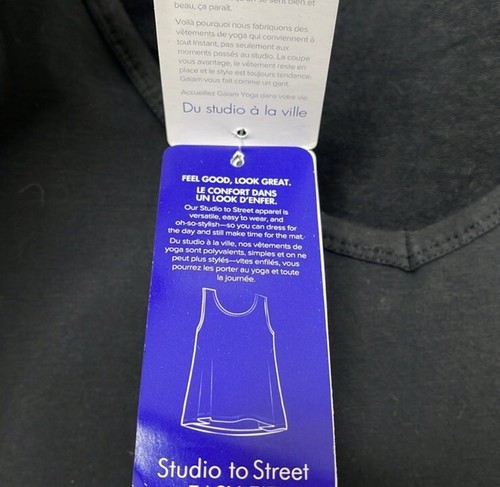 se sent bien et
beau, ça paraît.
Voilà pourquoi nous fabriquons des
vêtements de yoga qui conviennent à
tout instant, pas seulement aux
moments passés au studio. La coupe
vous avantage, le vêtement reste en
place et le style est toujours tendance.
Gaiam vous fait comme un gant.
Accueillez Gaiam Yoga dans votre vie.
Du studio à la ville
FEEL GOOD, LOOK GREAT.
LE CONFORT DANS
UN LOOK D'ENFER.
Our Studio to Street apparel is
versatile, easy to wear, and
oh-so-stylish—so you can dress for
the day and still make time for the mat.
Du studio à la ville, nos vêtements de
yoga sont polyvalents, simples et on ne
peut plus stylés—vites enfilés, vous
pourrez les porter au yoga et toute
la journée.
Studio to Street